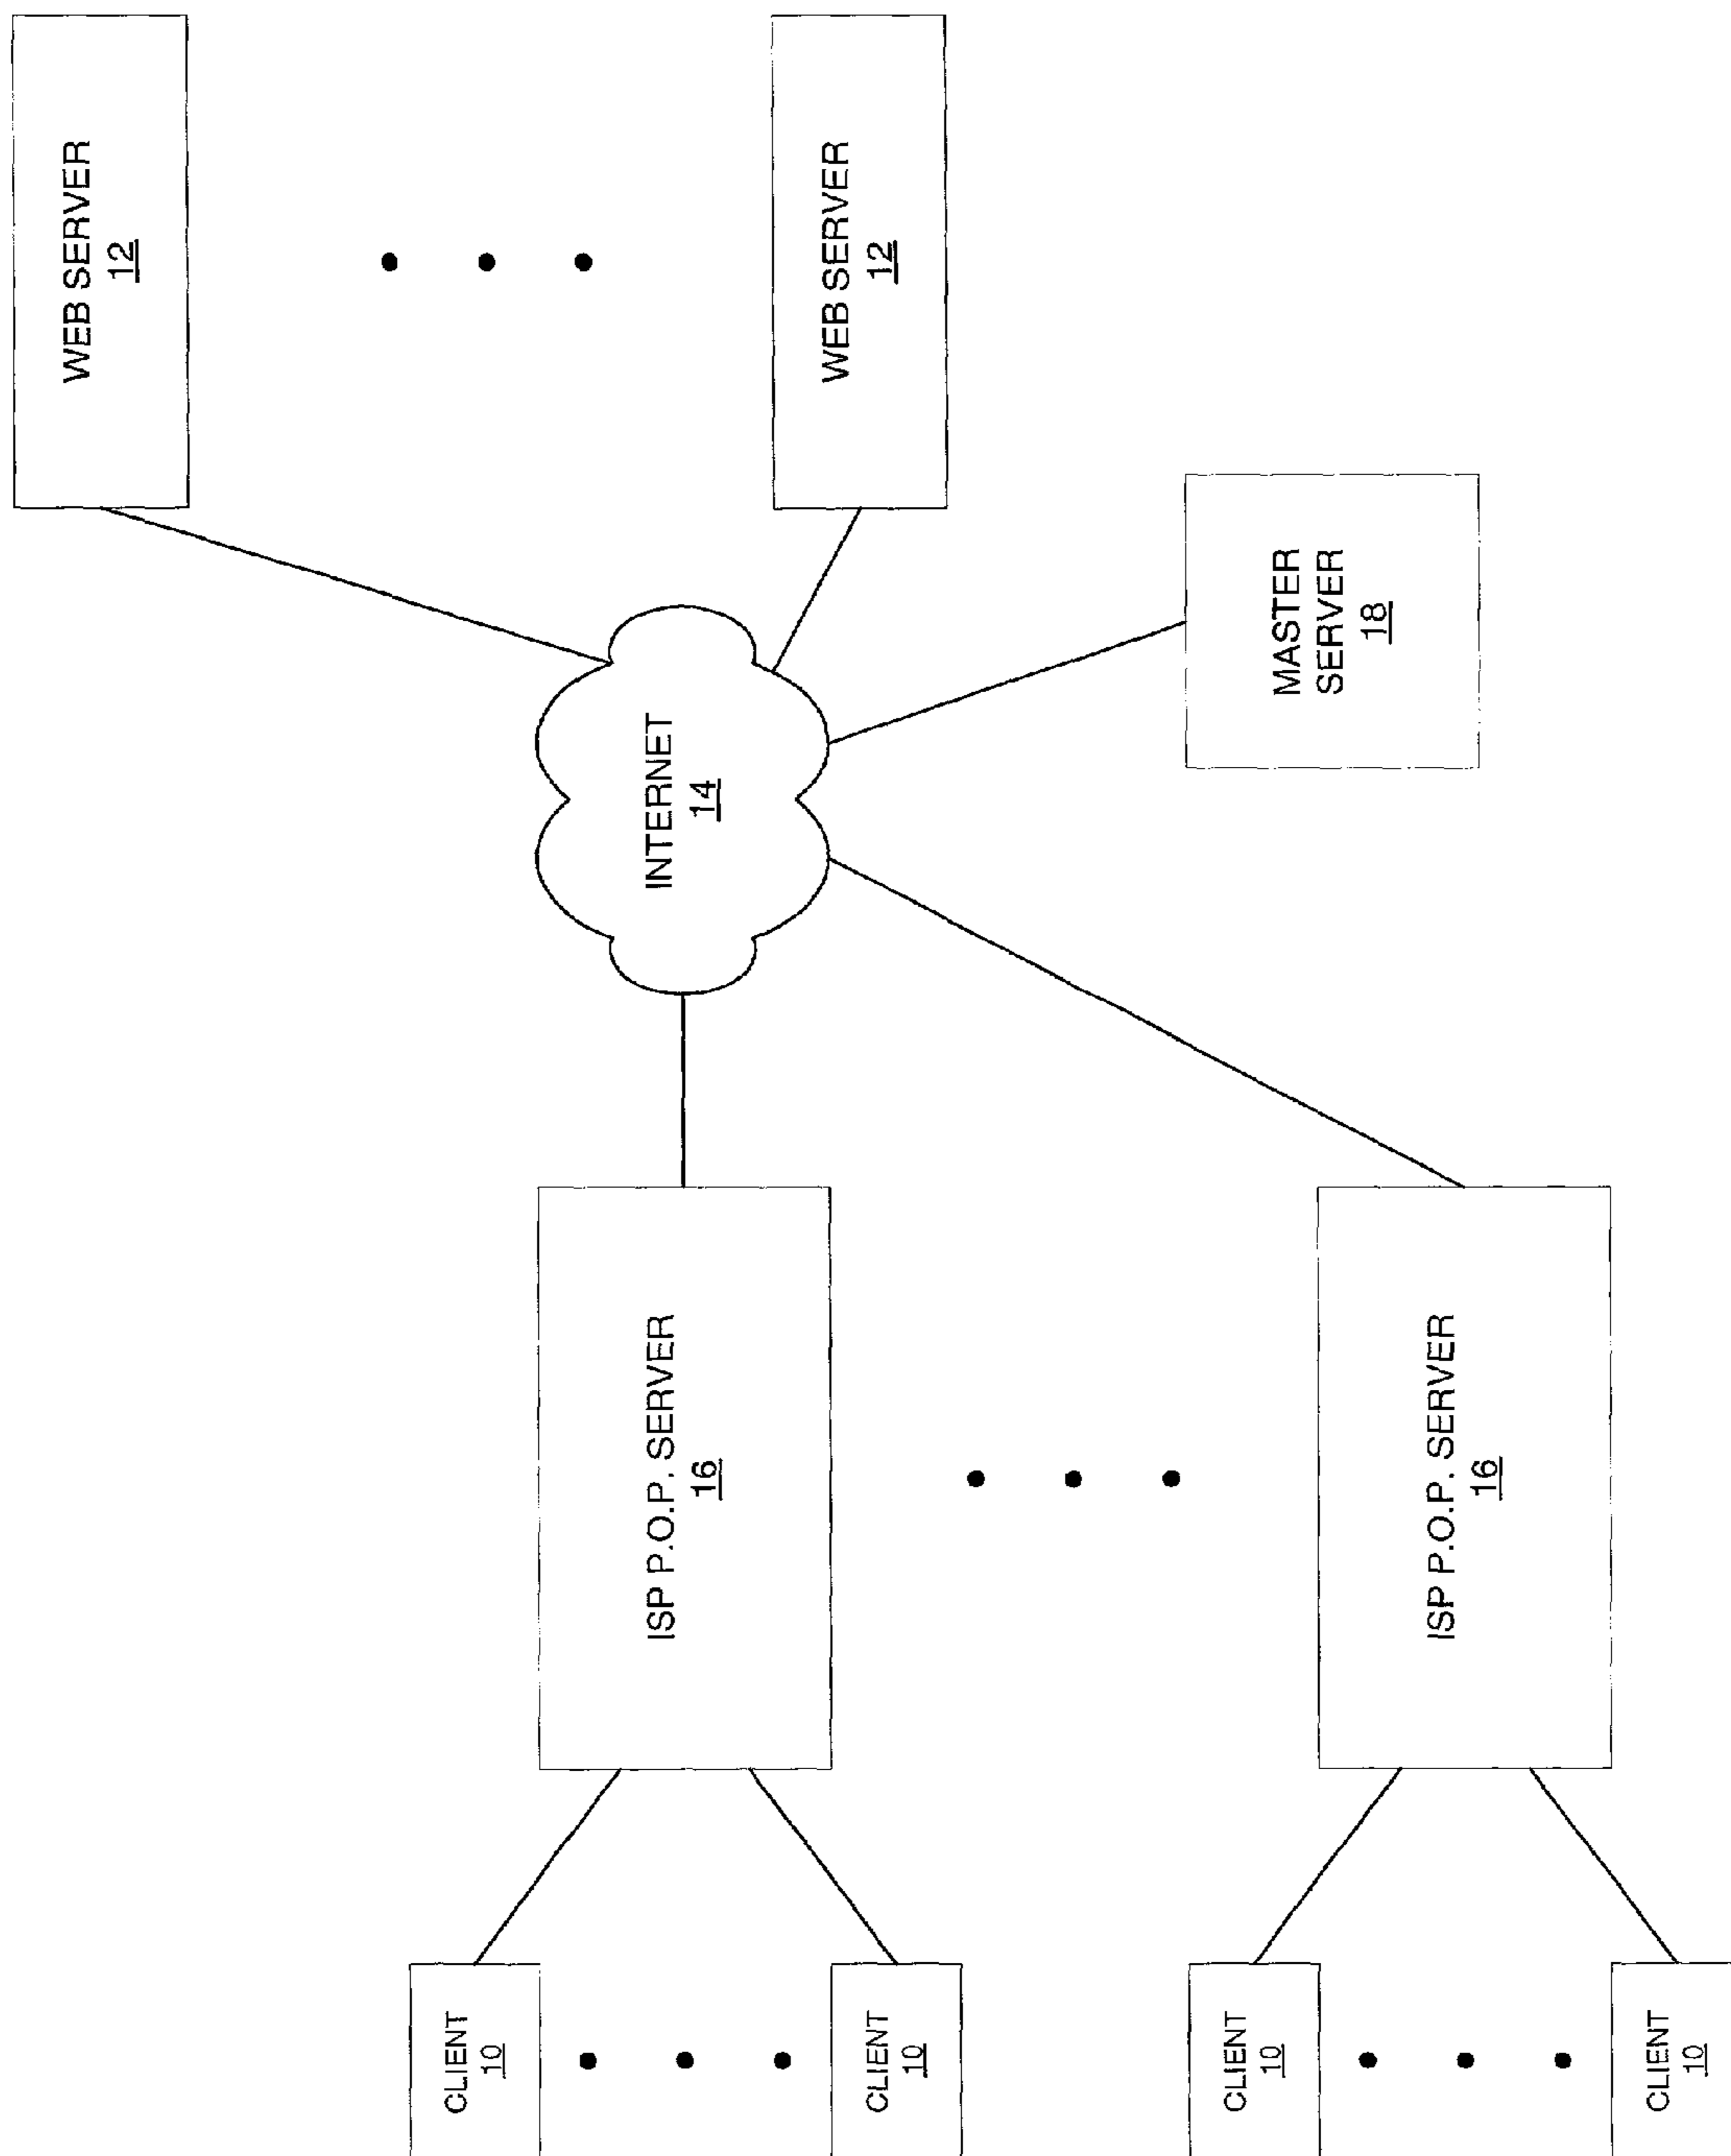 WEB SERVER
12
WEB SERVER
12
INTERNET
14
MASTER
SERVER
18
ISP P.O.P. SERVER
16
ISP P.O.P. SERVER
16
CLIENT
10
CLIENT
10
CLIENT
10
CLIENT
10